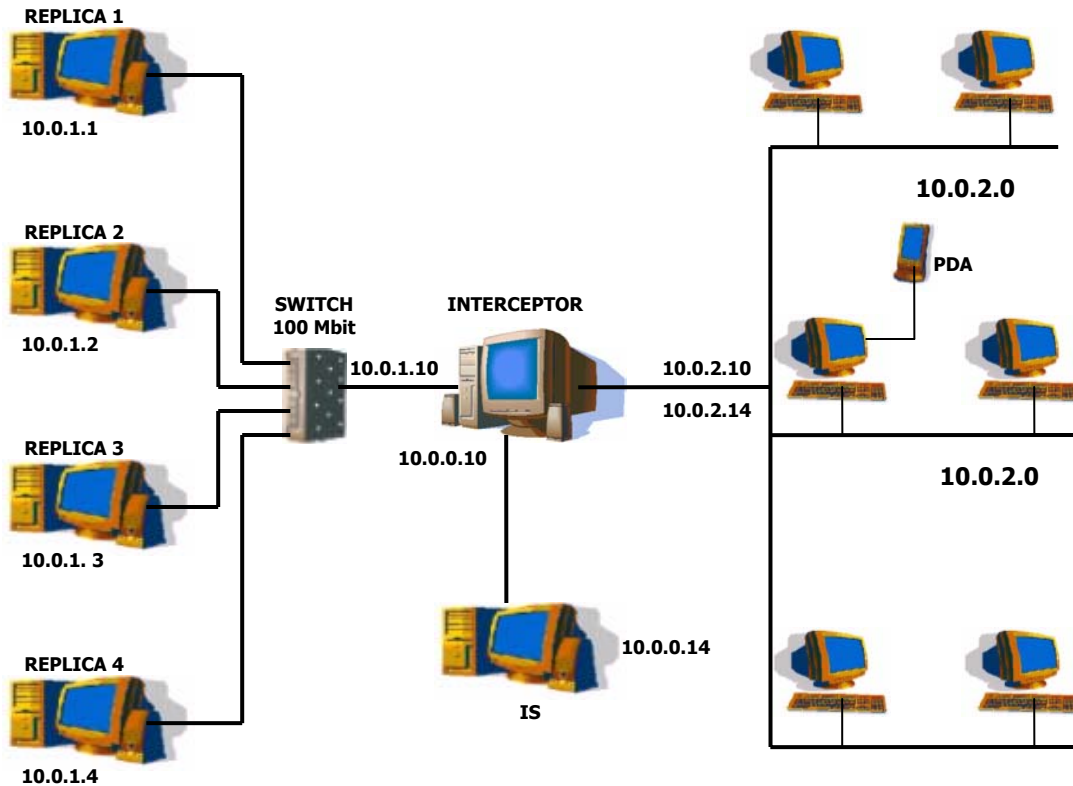 REPLICA 1
10.0.1.1
REPLICA 2
10.0.1.2
SWITCH
100 Mbit
10.0.1.10
INTERCEPTOR
10.0.0.10
10.0.2.10
10.0.2.14
10.0.2.0
PDA
10.0.2.0
REPLICA 3
10.0.1. 3
REPLICA 4
10.0.1.4
10.0.0.14
IS